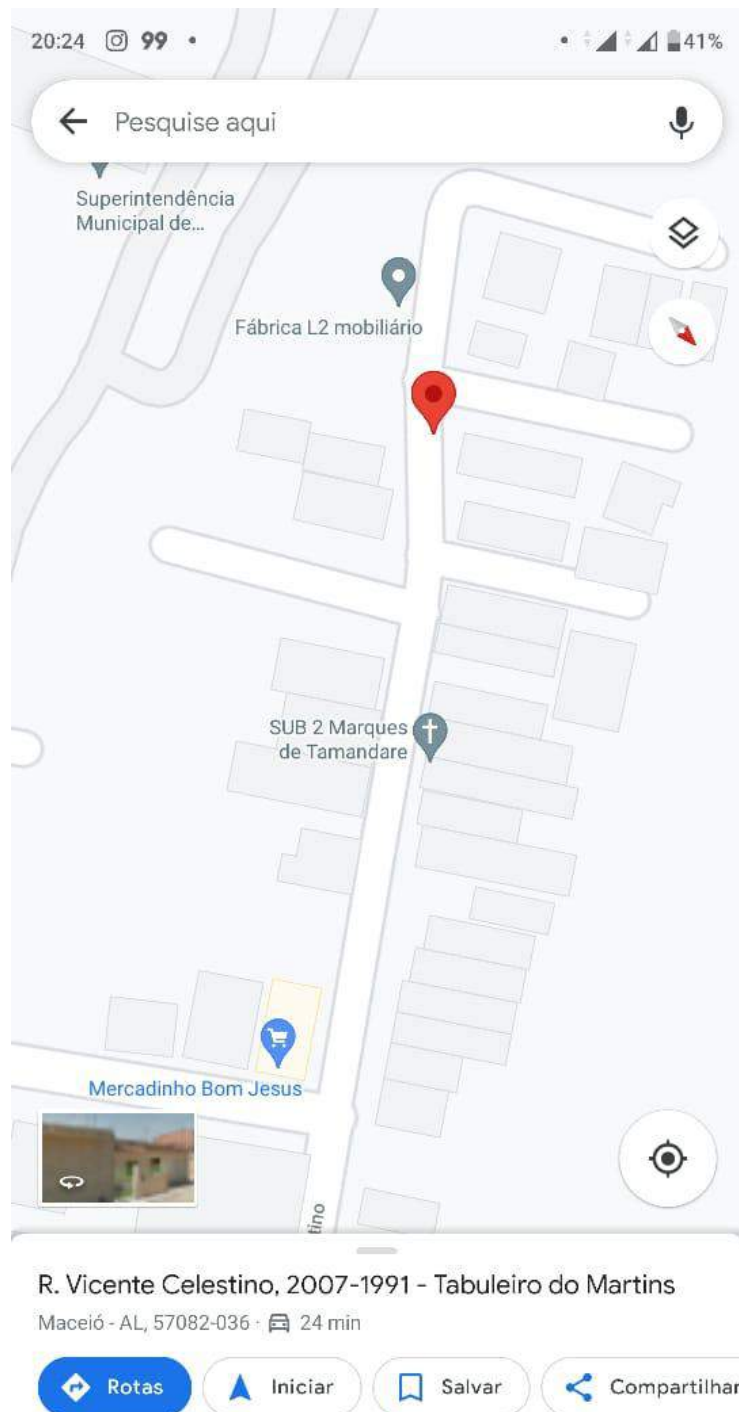 20:24 99 • • 41%
Pesquise aqui
Superintendência
Municipal de...
Fábrica L2 mobiliário
SUB 2 Marques
de Tamandare
Mercadinho Bom Jesus
tino
R. Vicente Celestino, 2007-1991 - Tabuleiro do Martins
Maceió - AL, 57082-036 · 24 min
Rotas Iniciar Salvar Compartilhar